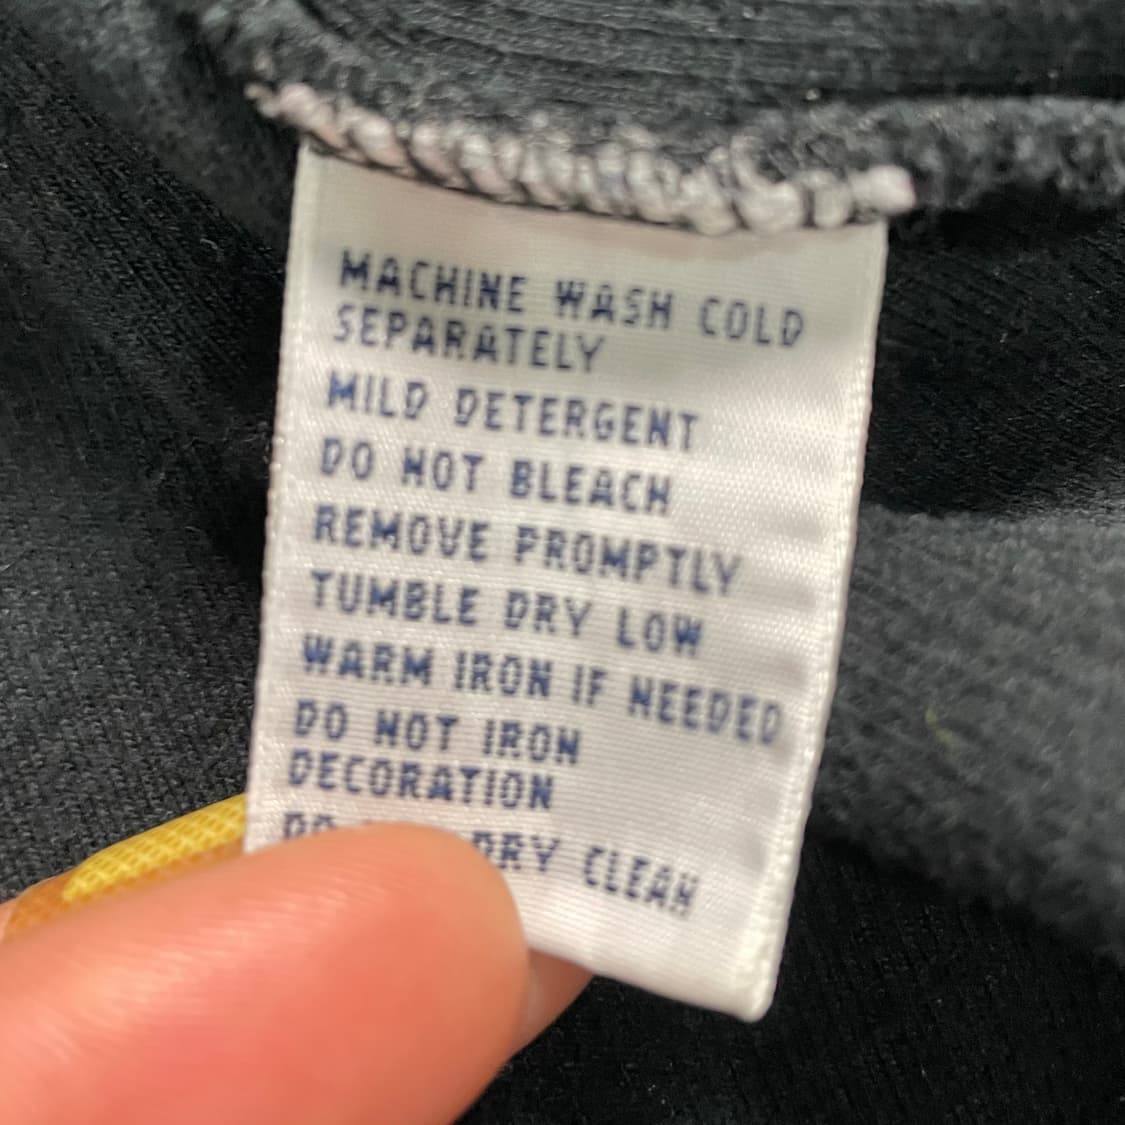 MACHINE WASH COLD
SEPARATELY
MILD DETERGENT
DO NOT BLEACH
REMOVE PROMPTLY
TUMBLE DRY LOW
WARM IRON IF NEEDED
DO NOT IRON
DECORATION
DO DRY CLEAN